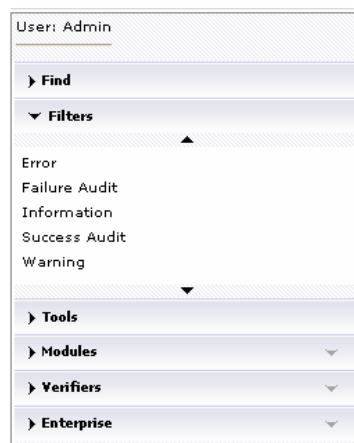 User: Admin
Find
Filters
Error
Failure Audit
Information
Success Audit
Warning
Tools
Modules
Verifiers
Enterprise